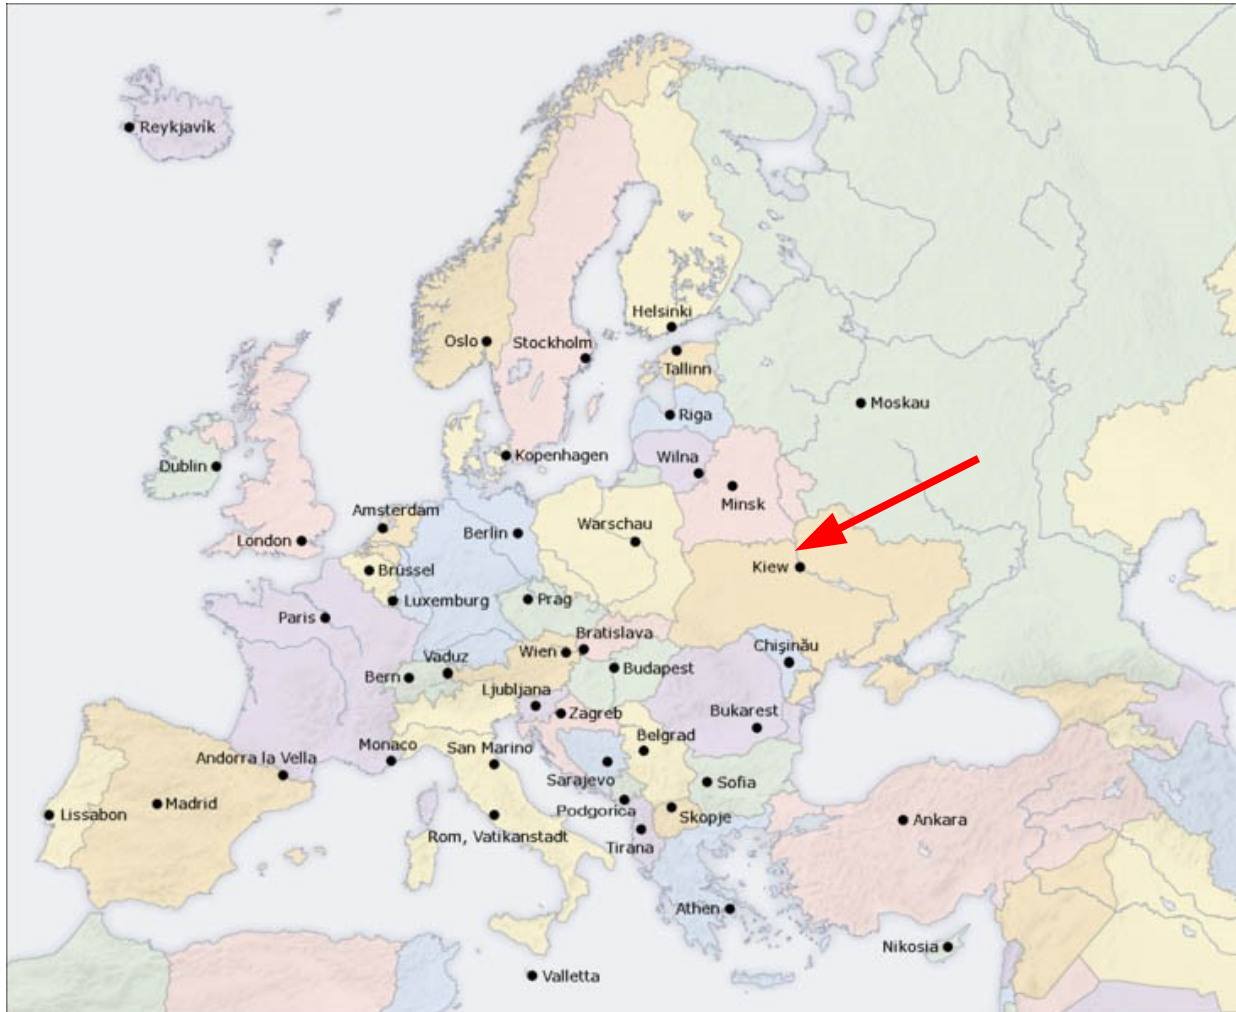 Reykjavík
Helsinki
Oslo
Stockholm
Tallinn
Moskau
Riga
Kopenhagen
Wilna
Dublin
Minsk
Amsterdam
Warschau
Berlin
London
Kiew
Brüssel
Prag
Luxemburg
Paris
Bratislava
Chişinău
Wien
Vaduz
Budapest
Bern
Ljubljana
Zagreb
Bukarest
Belgrad
Monaco
San Marino
Andorra la Vella
Sarajevo
Sofia
Madrid
Podgorica
Lissabon
Skopje
Ankara
Rom, Vatikanstadt
Tirana
Athen
Nikosia
Valletta